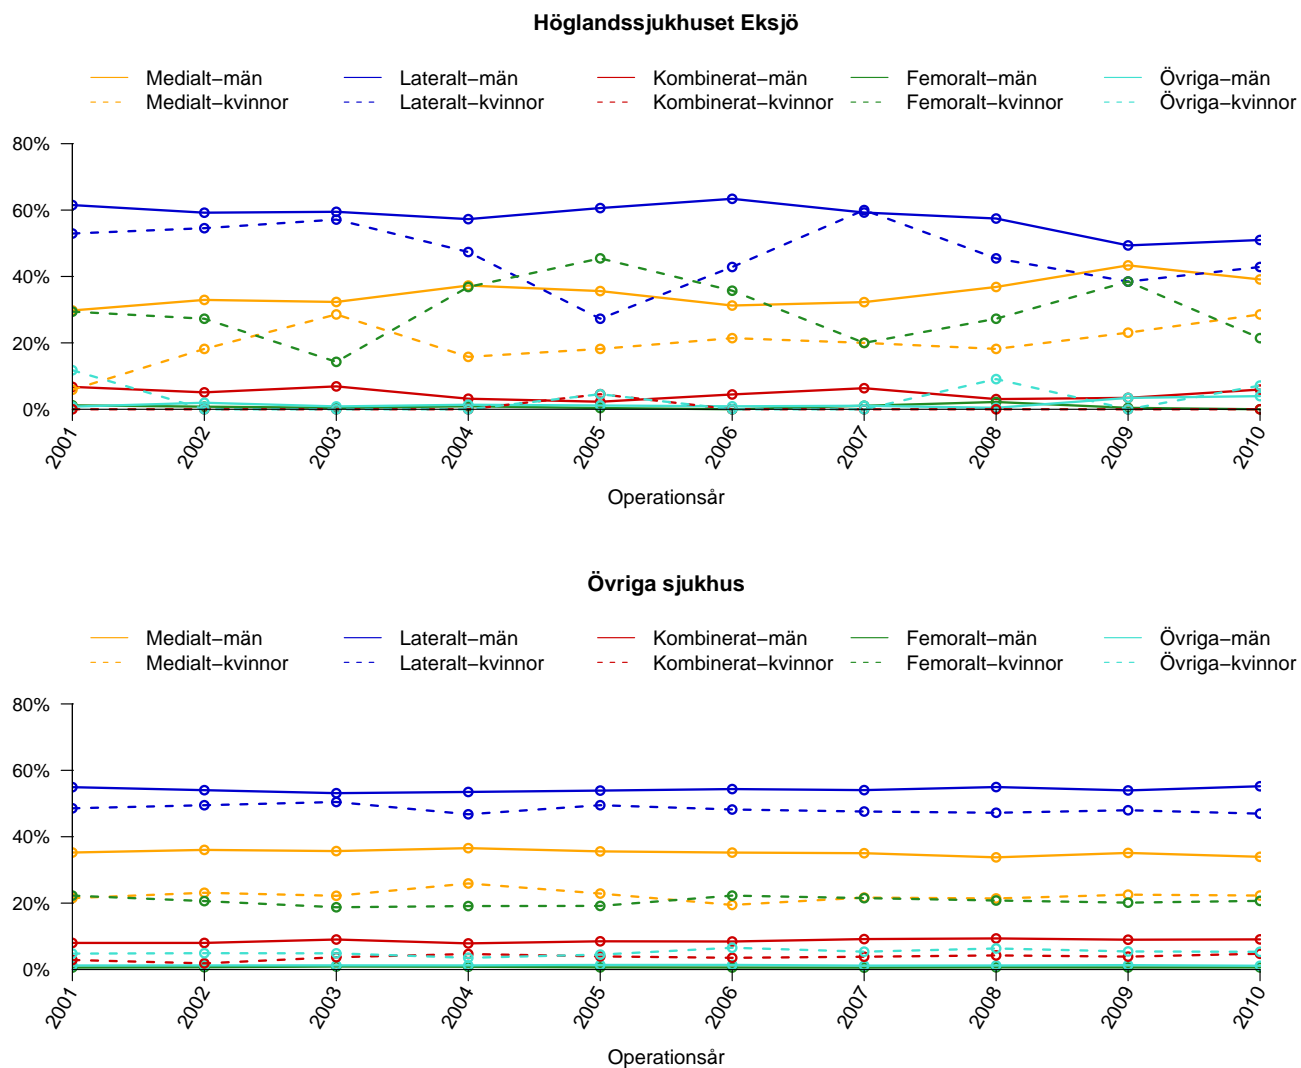 Höglandssjukhuset Eksjö
Medialt−män Lateralt−män Kombinerat−män Femoralt−män Övriga−män
Medialt−kvinnor Lateralt−kvinnor Kombinerat−kvinnor Femoralt−kvinnor Övriga−kvinnor
80%
60%
40%
20%
0%
2001 2002 2003 2004 2005 2006 2007 2008 2009 2010
Operationsår
Övriga sjukhus
Medialt−män Lateralt−män Kombinerat−män Femoralt−män Övriga−män
Medialt−kvinnor Lateralt−kvinnor Kombinerat−kvinnor Femoralt−kvinnor Övriga−kvinnor
80%
60%
40%
20%
0%
2001 2002 2003 2004 2005 2006 2007 2008 2009 2010
Operationsår